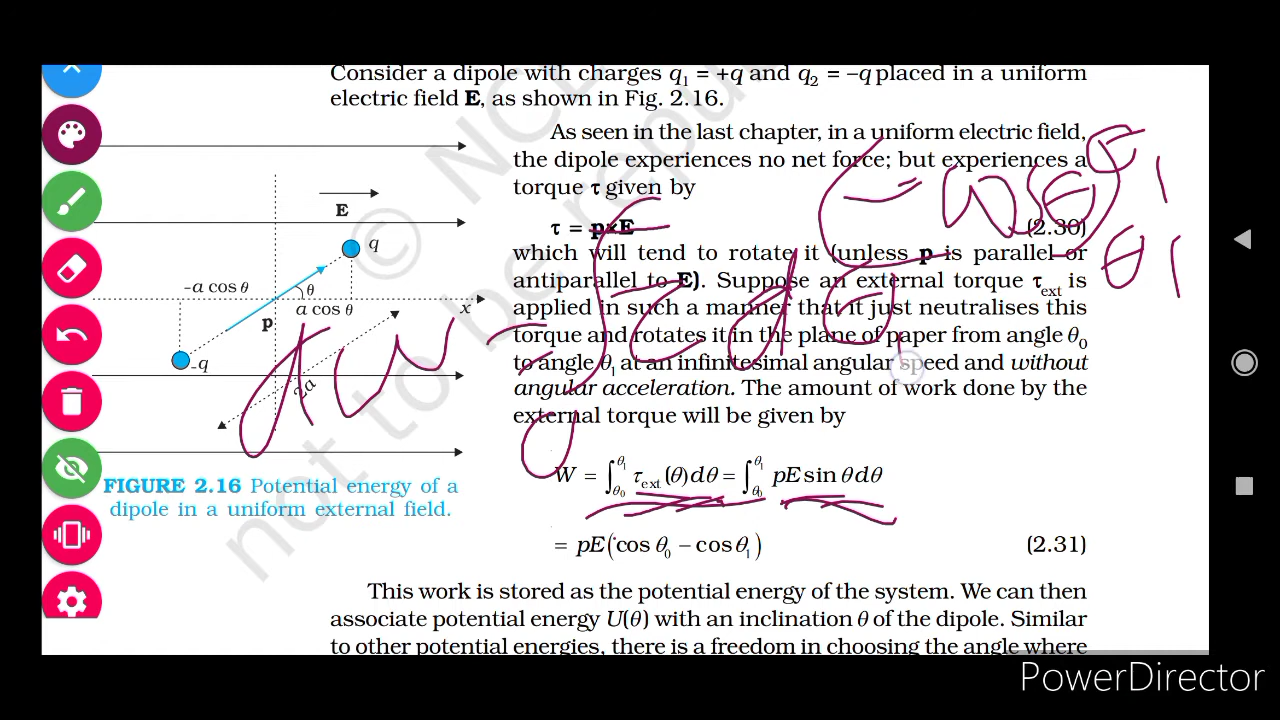 Consider a dipole with charges q₁ = +q and q₂ = –q placed in a uniform
electric field E, as shown in Fig. 2.16.
As seen in the last chapter, in a uniform electric field,
the dipole experiences no net force; but experiences a
torque τ given by
τ = p×E (2.30)
which will tend to rotate it (unless p is parallel or
antiparallel to E). Suppose an external torque τext is
applied in such a manner that it just neutralises this
torque and rotates it in the plane of paper from angle θ₀
to angle θ₁ at an infinitesimal angular speed and without
angular acceleration. The amount of work done by the
external torque will be given by
W = ∫θ₀^θ₁ τext (θ)dθ = ∫θ₀^θ₁ pE sin θdθ
= pE(cos θ₀ – cos θ₁) (2.31)
This work is stored as the potential energy of the system. We can then
associate potential energy U(θ) with an inclination θ of the dipole. Similar
to other potential energies, there is a freedom in choosing the angle where
E
q
–a cos θ
θ
a cos θ
p
x
-q
2a
FIGURE 2.16 Potential energy of a
dipole in a uniform external field.
not to be
PowerDirector